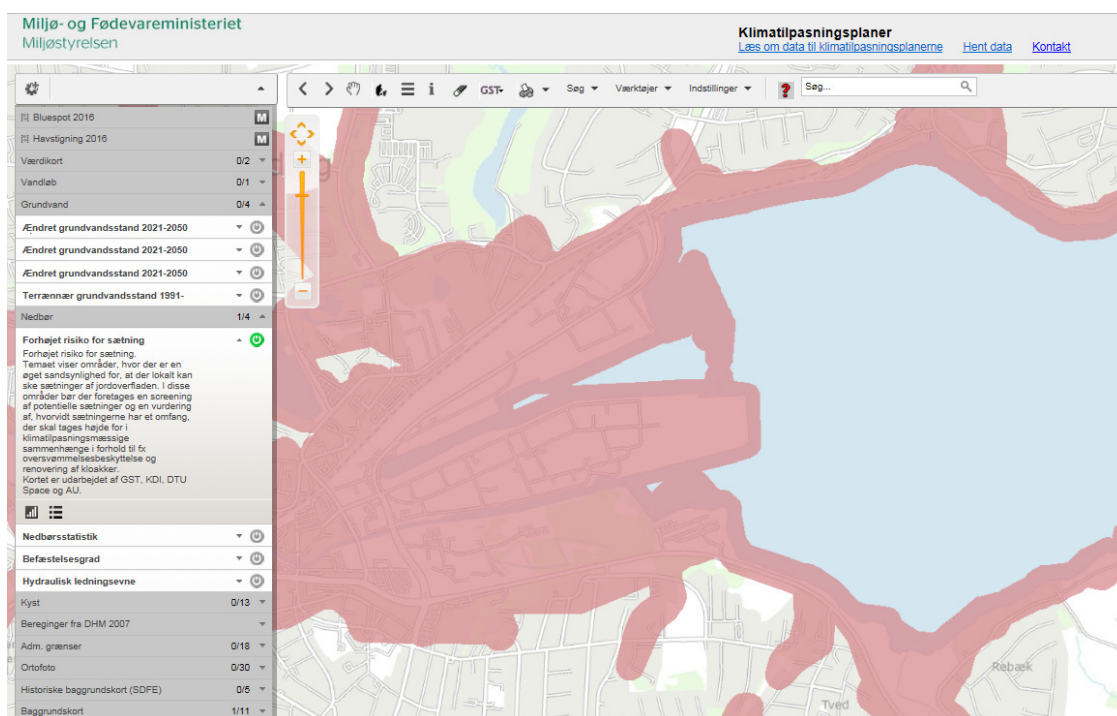 Miljø- og Fødevareministeriet
Miljøstyrelsen
Klimatilpasningsplaner
Læs om data til klimatilpasningsplanerne Hent data Kontakt
GST Søg Værktøjer Indstillinger ? Søg...
Bluespot 2016 M
Havstigning 2016 M
Værdikort 0/2
Vandløb 0/1
Grundvand 0/4
Ændret grundvandsstand 2021-2050
Ændret grundvandsstand 2021-2050
Ændret grundvandsstand 2021-2050
Terrænnær grundvandsstand 1991-
Nedbør 1/4
Forhøjet risiko for sætning
Forhøjet risiko for sætning.
Temaet viser områder, hvor der er en
øget sandsynlighed for, at der lokalt kan
ske sætninger af jordoverfladen. I disse
områder bør der foretages en screening
af potentielle sætninger og en vurdering
af, hvorvidt sætningerne har et omfang,
der skal tages højde for i
klimatilpasningsmæssige
sammenhænge i forhold til fx
oversvømmelsesbeskyttelse og
renovering af kloakker.
Kortet er udarbejdet af GST, KDI, DTU
Space og AU.
Nedbørsstatistik
Befæstelsesgrad
Hydraulisk ledningsevne
Kyst 0/13
Bereginger fra DHM 2007
Adm. grænser 0/18
Ortofoto 0/30
Historiske baggrundskort (SDFE) 0/5
Baggrundskort 1/11
Rebæk
Tved